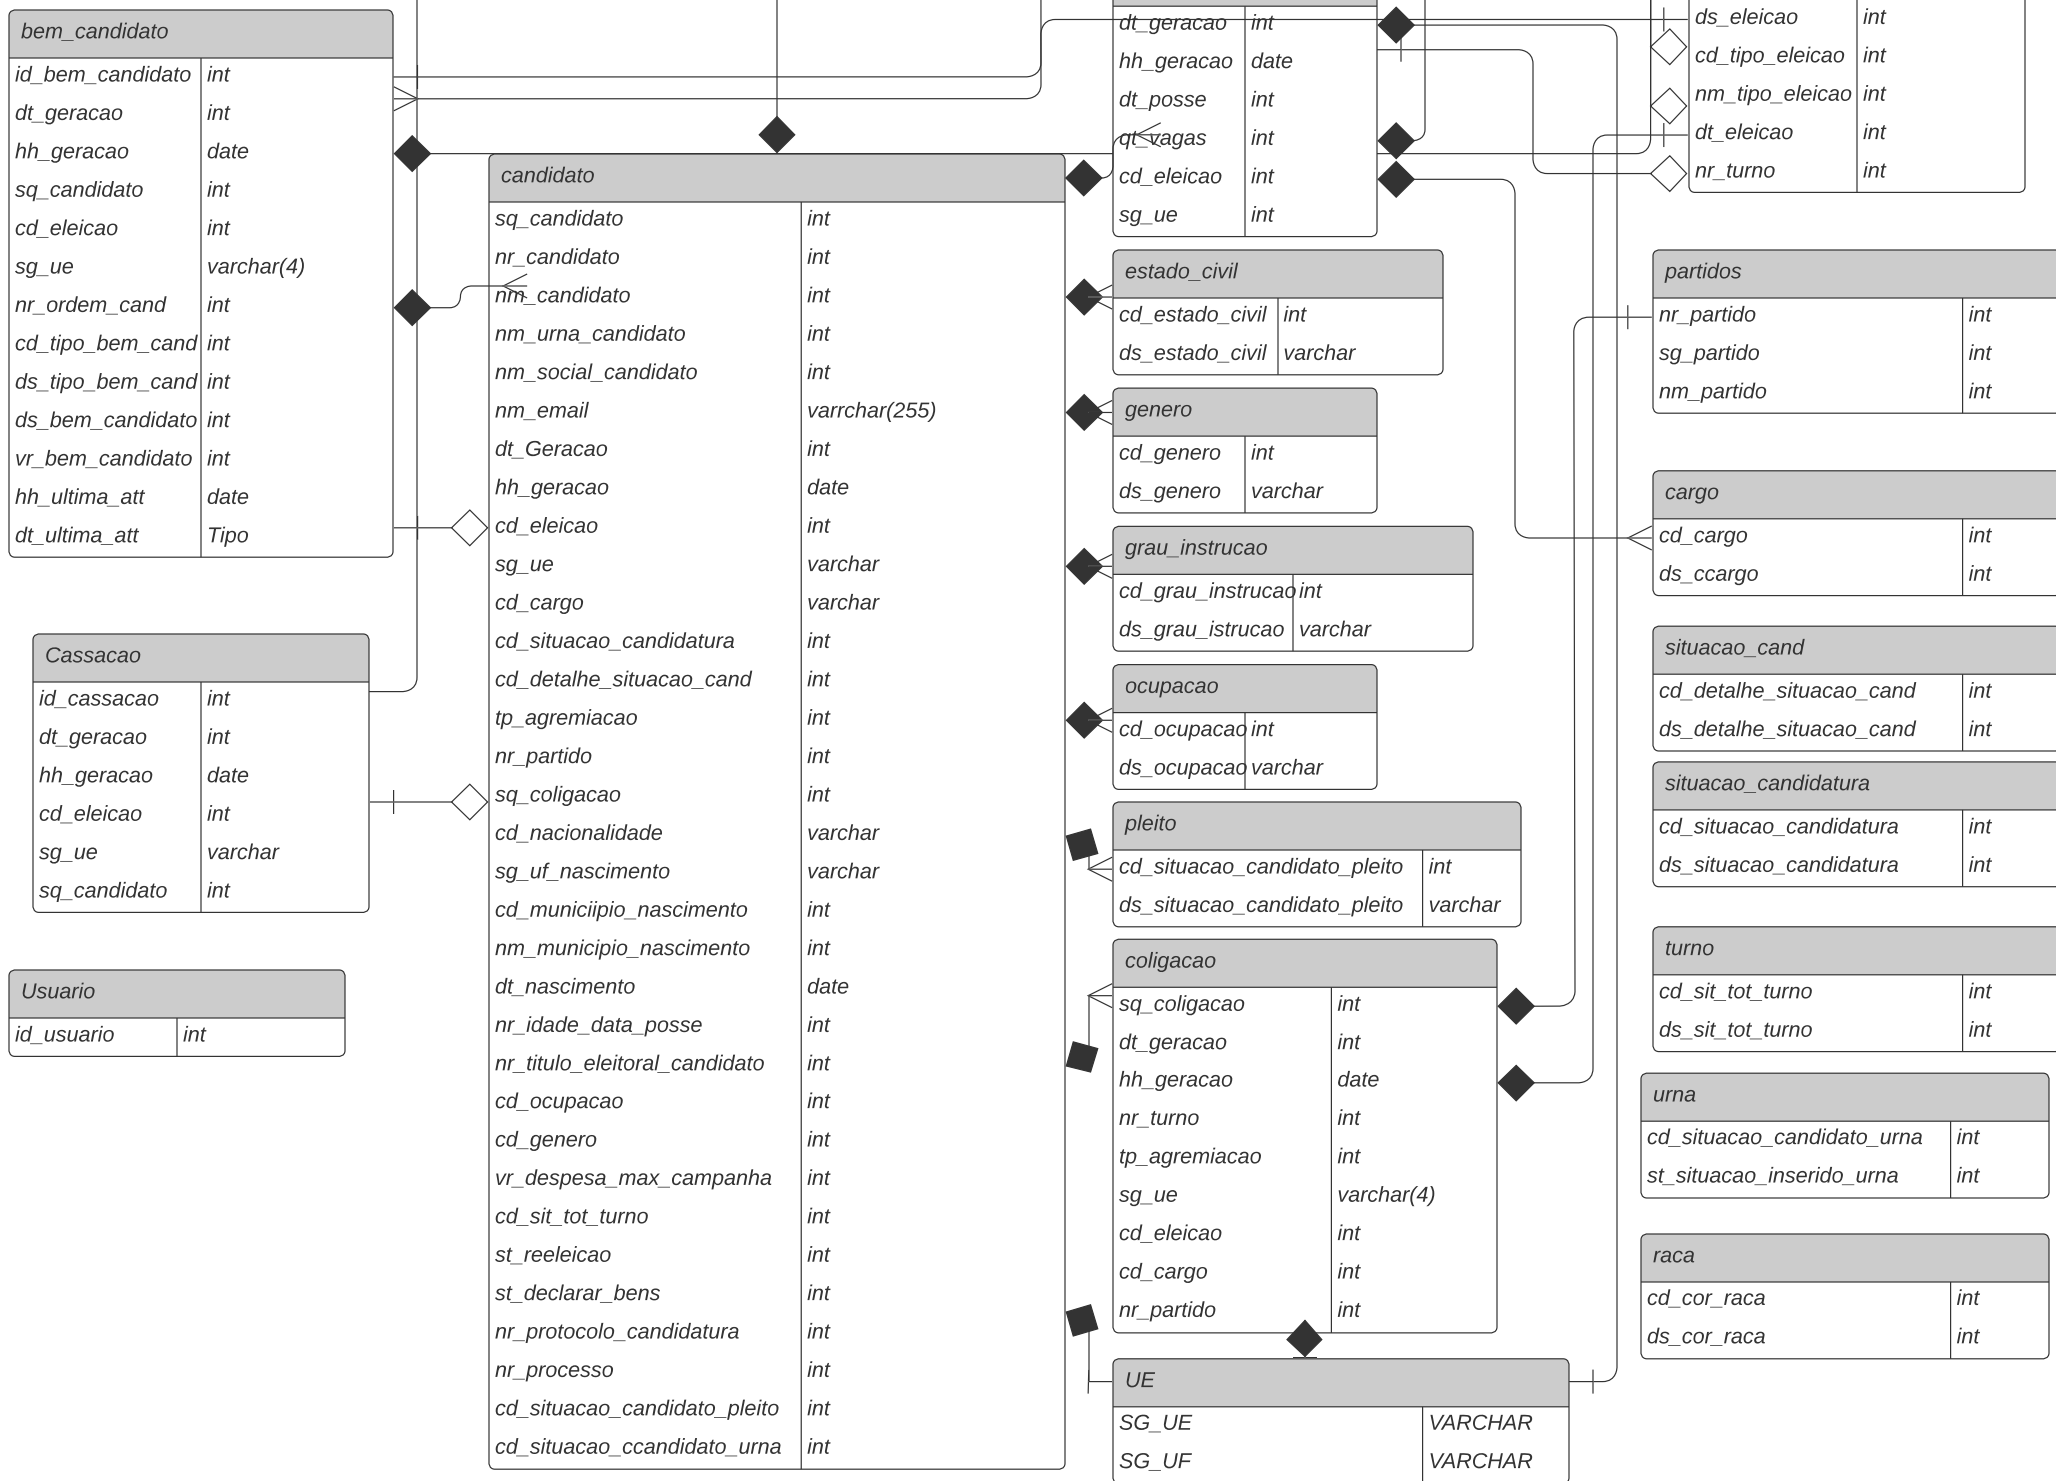 bem_candidato
id_bem_candidato int
dt_geracao int
hh_geracao date
sq_candidato int
cd_eleicao int
sg_ue varchar(4)
nr_ordem_cand int
cd_tipo_bem_cand int
ds_tipo_bem_cand int
ds_bem_candidato int
vr_bem_candidato int
hh_ultima_att date
dt_ultima_att Tipo
Cassacao
id_cassacao int
dt_geracao int
hh_geracao date
cd_eleicao int
sg_ue varchar
sq_candidato int
Usuario
id_usuario int
candidato
sq_candidato int
nr_candidato int
nm_candidato int
nm_urna_candidato int
nm_social_candidato int
nm_email varrchar(255)
dt_Geracao int
hh_geracao date
cd_eleicao int
sg_ue varchar
cd_cargo varchar
cd_situacao_candidatura int
cd_detalhe_situacao_cand int
tp_agremiacao int
nr_partido int
sq_coligacao int
cd_nacionalidade varchar
sg_uf_nascimento varchar
cd_municiipio_nascimento int
nm_municipio_nascimento int
dt_nascimento date
nr_idade_data_posse int
nr_titulo_eleitoral_candidato int
cd_ocupacao int
cd_genero int
vr_despesa_max_campanha int
cd_sit_tot_turno int
st_reeleicao int
st_declarar_bens int
nr_protocolo_candidatura int
nr_processo int
cd_situacao_candidato_pleito int
cd_situacao_ccandidato_urna int
dt_geracao int
hh_geracao date
dt_posse int
qt_vagas int
cd_eleicao int
sg_ue int
estado_civil
cd_estado_civil int
ds_estado_civil varchar
genero
cd_genero int
ds_genero varchar
grau_instrucao
cd_grau_instrucao int
ds_grau_istrucao varchar
ocupacao
cd_ocupacao int
ds_ocupacao varchar
pleito
cd_situacao_candidato_pleito int
ds_situacao_candidato_pleito varchar
coligacao
sq_coligacao int
dt_geracao int
hh_geracao date
nr_turno int
tp_agremiacao int
sg_ue varchar(4)
cd_eleicao int
cd_cargo int
nr_partido int
UE
SG_UE VARCHAR
SG_UF VARCHAR
ds_eleicao int
cd_tipo_eleicao int
nm_tipo_eleicao int
dt_eleicao int
nr_turno int
partidos
nr_partido int
sg_partido int
nm_partido int
cargo
cd_cargo int
ds_ccargo int
situacao_cand
cd_detalhe_situacao_cand int
ds_detalhe_situacao_cand int
situacao_candidatura
cd_situacao_candidatura int
ds_situacao_candidatura int
turno
cd_sit_tot_turno int
ds_sit_tot_turno int
urna
cd_situacao_candidato_urna int
st_situacao_inserido_urna int
raca
cd_cor_raca int
ds_cor_raca int